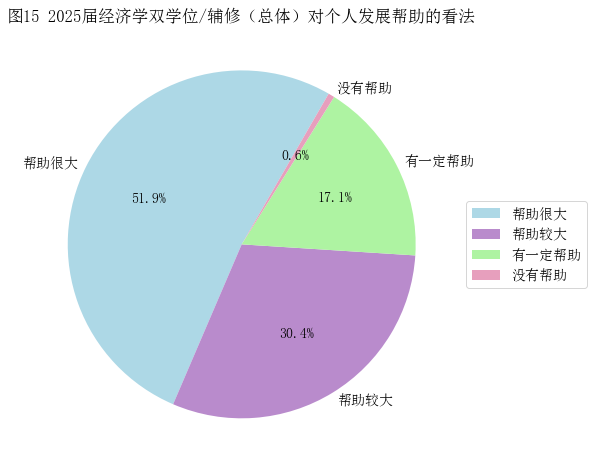 图15 2025届经济学双学位/辅修（总体）对个人发展帮助的看法
没有帮助
0.6%
帮助很大
有一定帮助
51.9%
17.1%
帮助很大
帮助较大
有一定帮助
没有帮助
30.4%
帮助较大